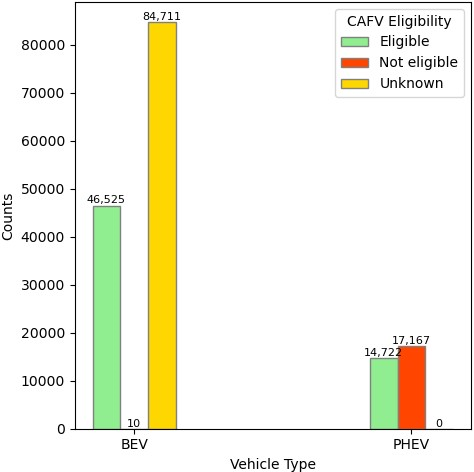 CAFV Eligibility
Eligible
Not eligible
Unknown
84,711
46,525
10
14,722
17,167
0
Counts
80000
70000
60000
50000
40000
30000
20000
10000
0
BEV
PHEV
Vehicle Type